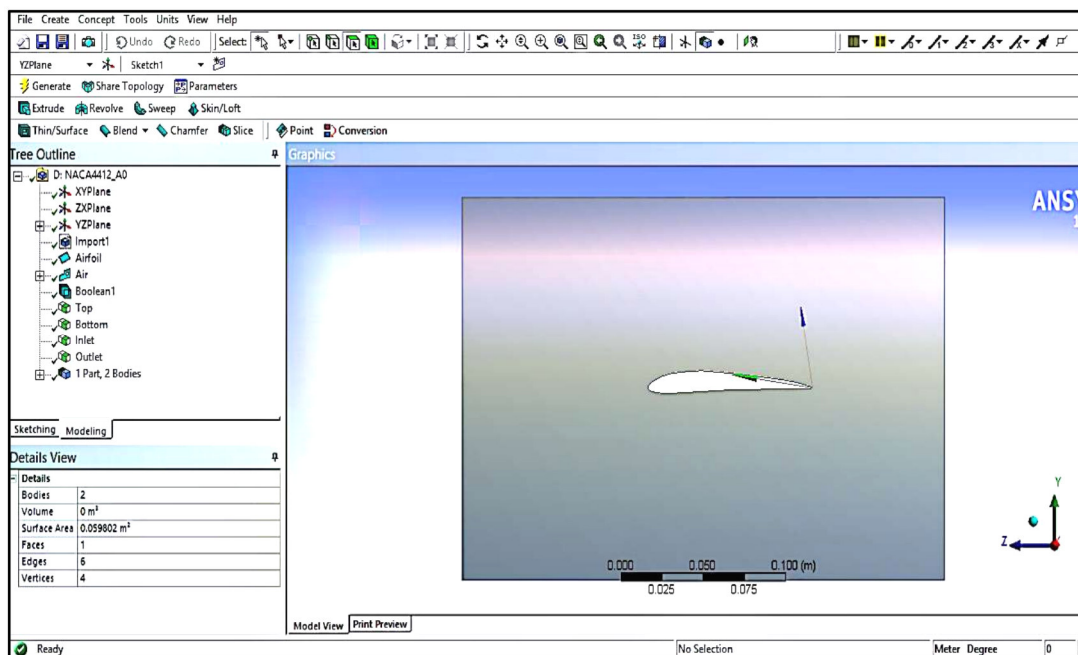 File Create Concept Tools Units View Help
Undo Redo Select:
YZPlane Sketch1
Generate Share Topology Parameters
Extrude Revolve Sweep Skin/Loft
Thin/Surface Blend Chamfer Slice Point Conversion
Tree Outline
D: NACA4412_A0
XYPlane
ZXPlane
YZPlane
Import1
Airfoil
Air
Boolean1
Top
Bottom
Inlet
Outlet
1 Part, 2 Bodies
Sketching Modeling
Details View
Details
Bodies 2
Volume 0 m³
Surface Area 0.059802 m²
Faces 1
Edges 6
Vertices 4
Graphics
ANSY
Y
Z
0.000 0.050 0.100 (m)
0.025 0.075
Model View Print Preview
Ready No Selection Meter Degree 0